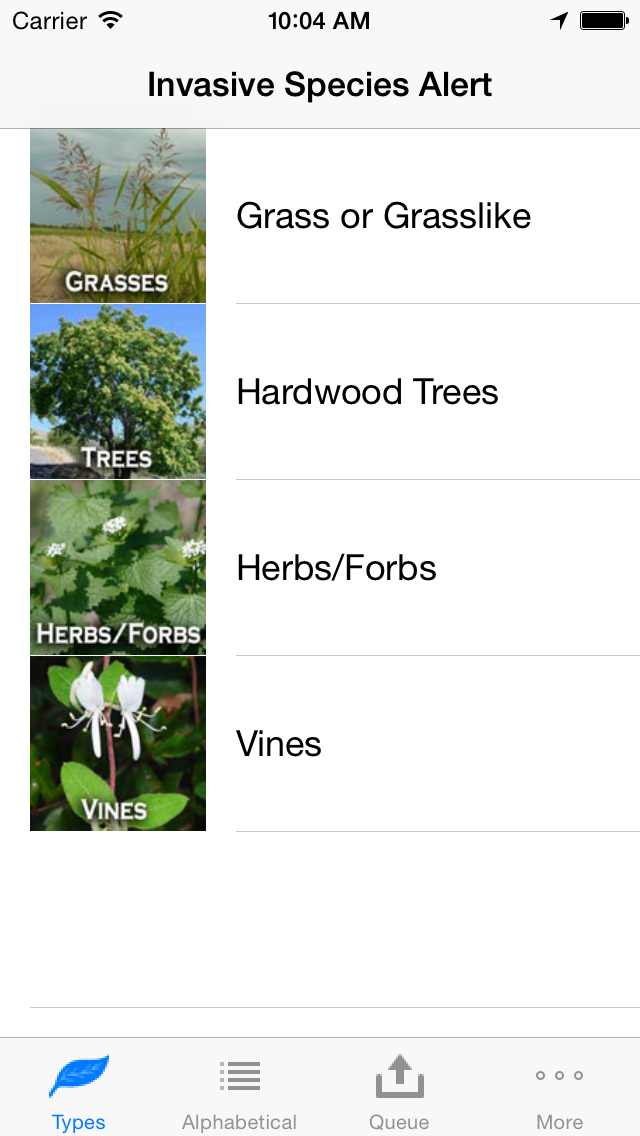 Carrier 10:04 AM
Invasive Species Alert
GRASSES
Grass or Grasslike
TREES
Hardwood Trees
HERBS/FORBS
Herbs/Forbs
VINES
Vines
Types Alphabetical Queue More